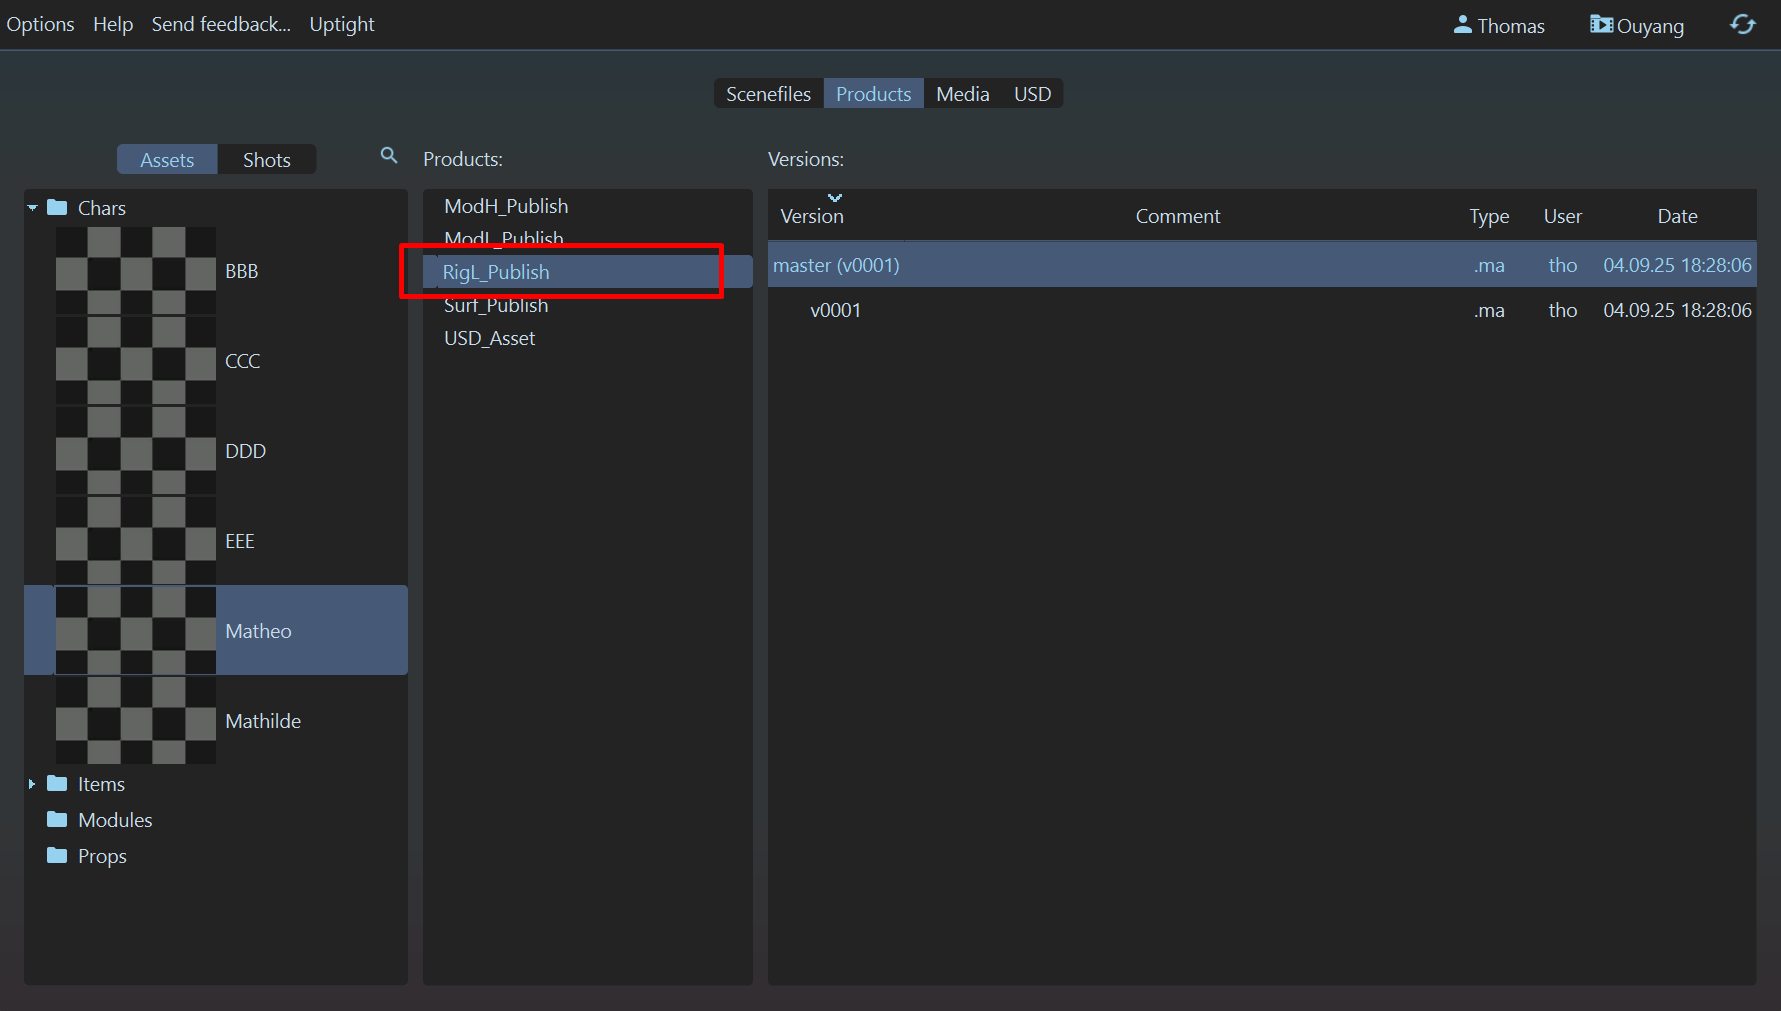 Options Help Send feedback... Uptight Thomas Ouyang
Scenefiles Products Media USD
Assets Shots
Products:
Versions:
Chars
BBB
CCC
DDD
EEE
Matheo
Mathilde
Items
Modules
Props
ModH_Publish
ModL_Publish
RigL_Publish
Surf_Publish
USD_Asset
Version Comment Type User Date
master (v0001) .ma tho 04.09.25 18:28:06
v0001 .ma tho 04.09.25 18:28:06